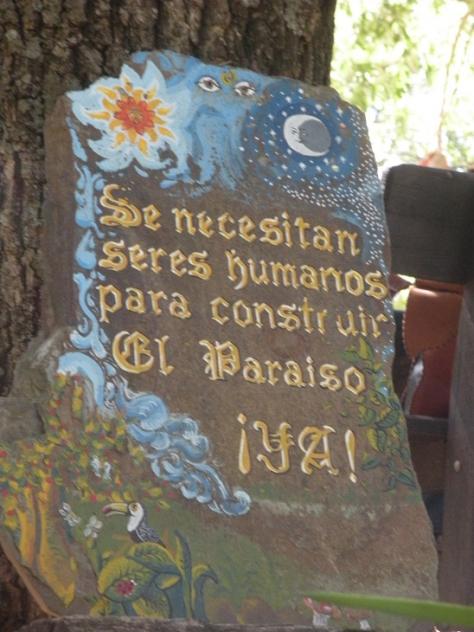 Se necesitan
seres humanos
para construir
El Paraiso
¡YA!